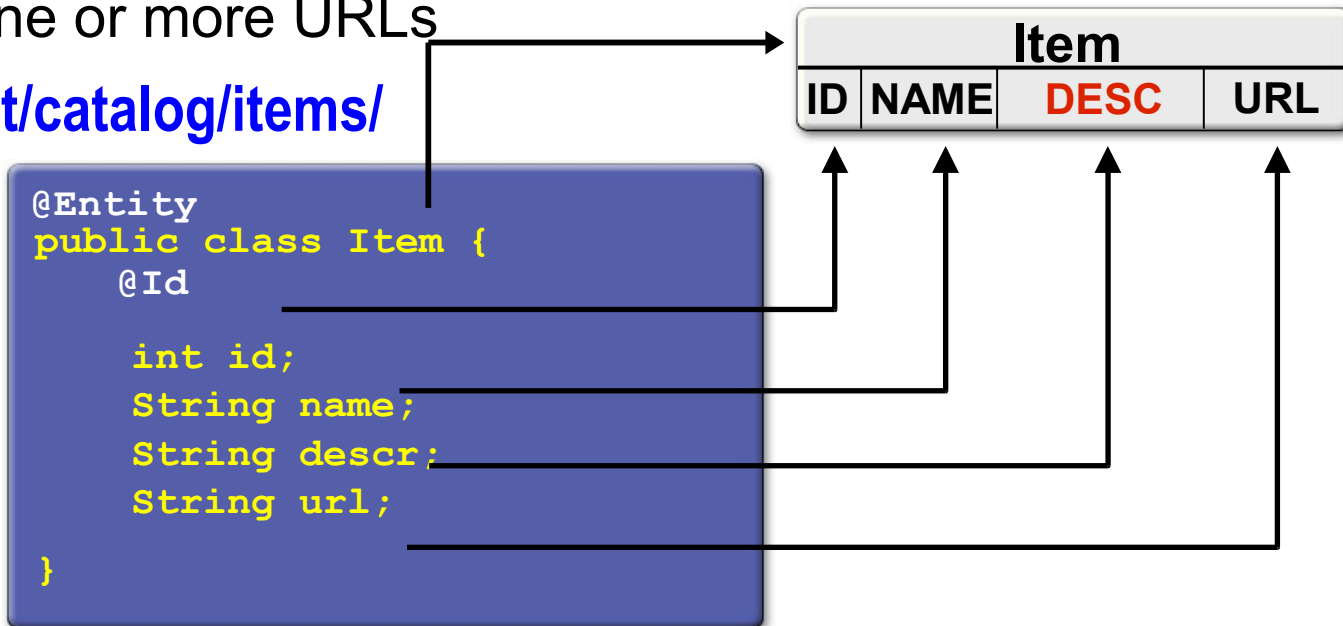 ne or more URLs
t/catalog/items/
Item
ID NAME DESC URL
@Entity
public class Item {
@Id
int id;
String name;
String descr;
String url;
}